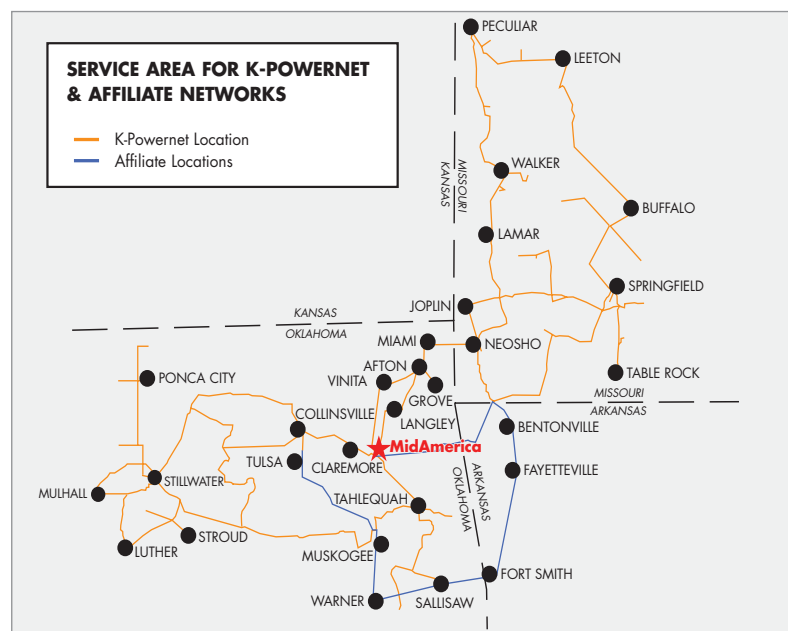 SERVICE AREA FOR K-POWERNET
& AFFILIATE NETWORKS
K-Powernet Location
Affiliate Locations
PECULIAR
LEETON
MISSOURI
KANSAS
WALKER
BUFFALO
LAMAR
SPRINGFIELD
JOPLIN
KANSAS
OKLAHOMA
MIAMI
NEOSHO
AFTON
TABLE ROCK
PONCA CITY
VINITA
MISSOURI
GROVE
ARKANSAS
COLLINSVILLE
LANGLEY
BENTONVILLE
MidAmerica
TULSA
CLAREMORE
FAYETTEVILLE
STILLWATER
ARKANSAS
OKLAHOMA
MULHALL
TAHLEQUAH
STROUD
LUTHER
MUSKOGEE
FORT SMITH
WARNER
SALLISAW